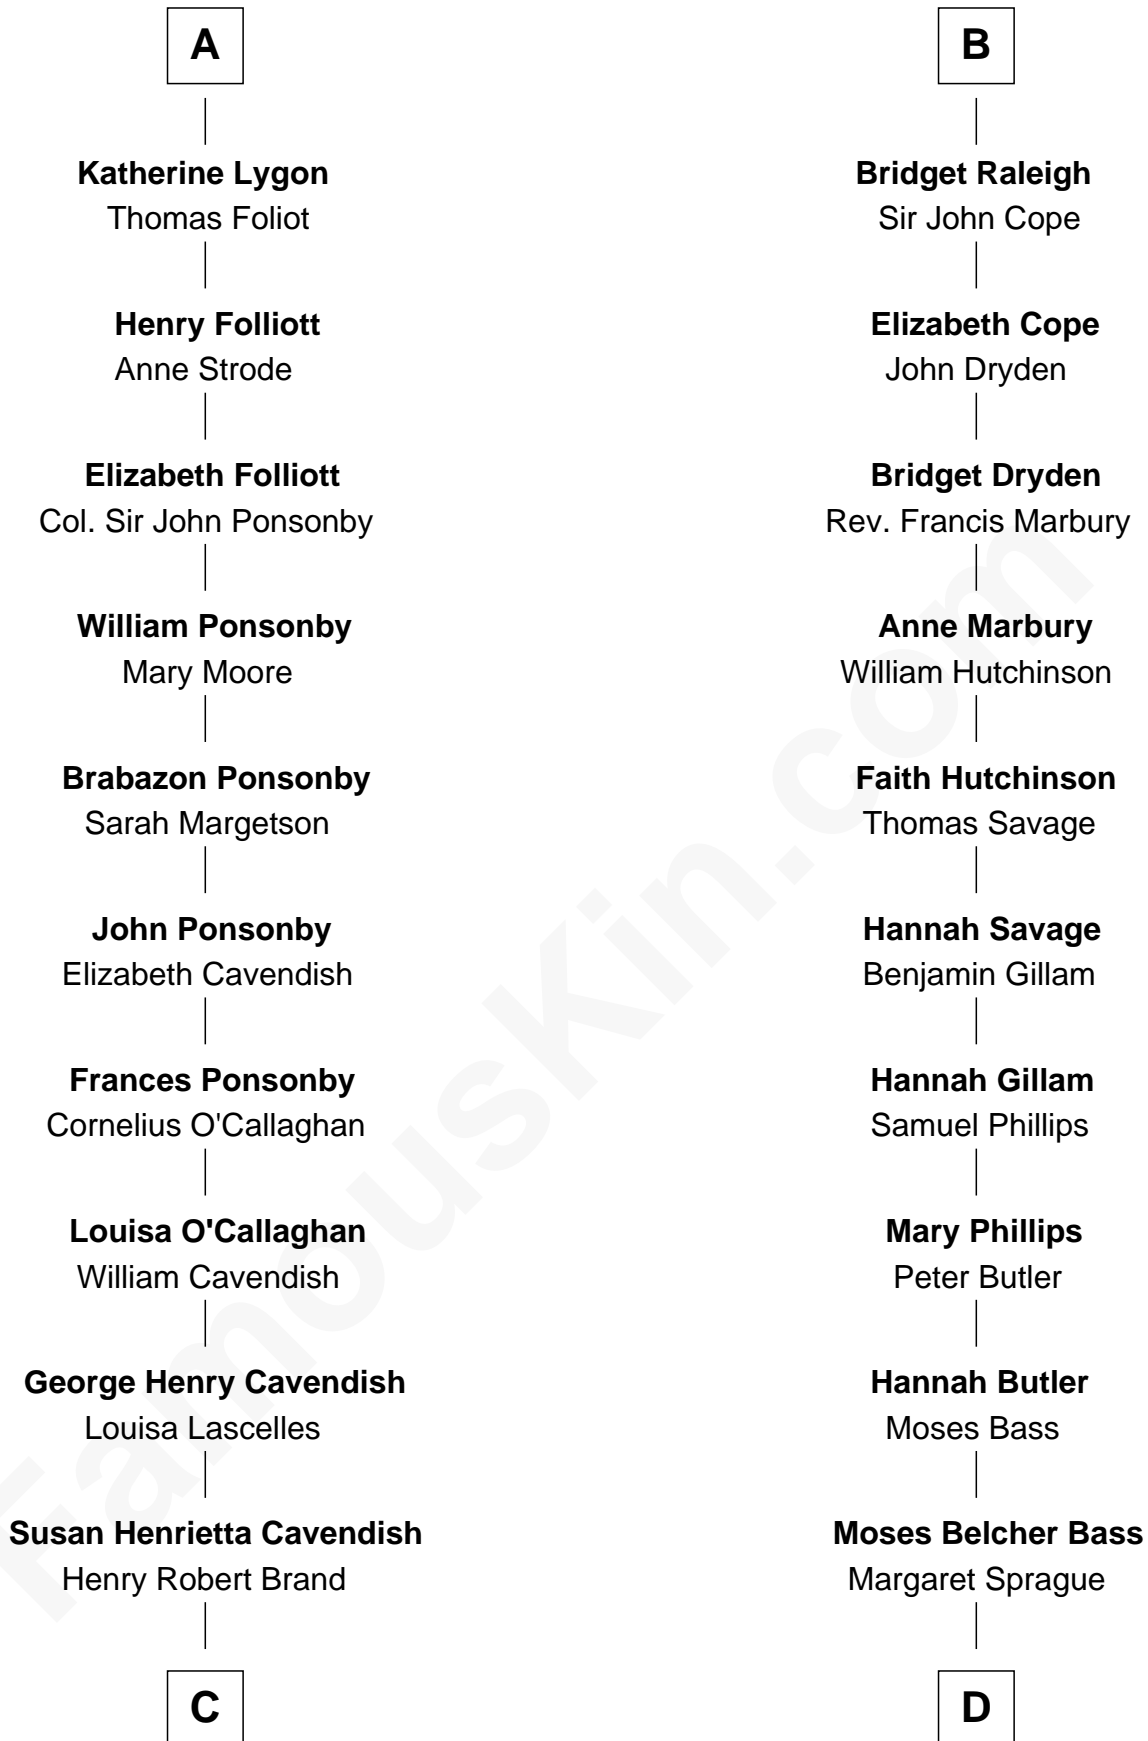 A
Katherine Lygon
Thomas Foliot
Henry Folliott
Anne Strode
Elizabeth Folliott
Col. Sir John Ponsonby
William Ponsonby
Mary Moore
Brabazon Ponsonby
Sarah Margetson
John Ponsonby
Elizabeth Cavendish
Frances Ponsonby
Cornelius O'Callaghan
Louisa O'Callaghan
William Cavendish
George Henry Cavendish
Louisa Lascelles
Susan Henrietta Cavendish
Henry Robert Brand
C
B
Bridget Raleigh
Sir John Cope
Elizabeth Cope
John Dryden
Bridget Dryden
Rev. Francis Marbury
Anne Marbury
William Hutchinson
Faith Hutchinson
Thomas Savage
Hannah Savage
Benjamin Gillam
Hannah Gillam
Samuel Phillips
Mary Phillips
Peter Butler
Hannah Butler
Moses Bass
Moses Belcher Bass
Margaret Sprague
D
FamousKin.com